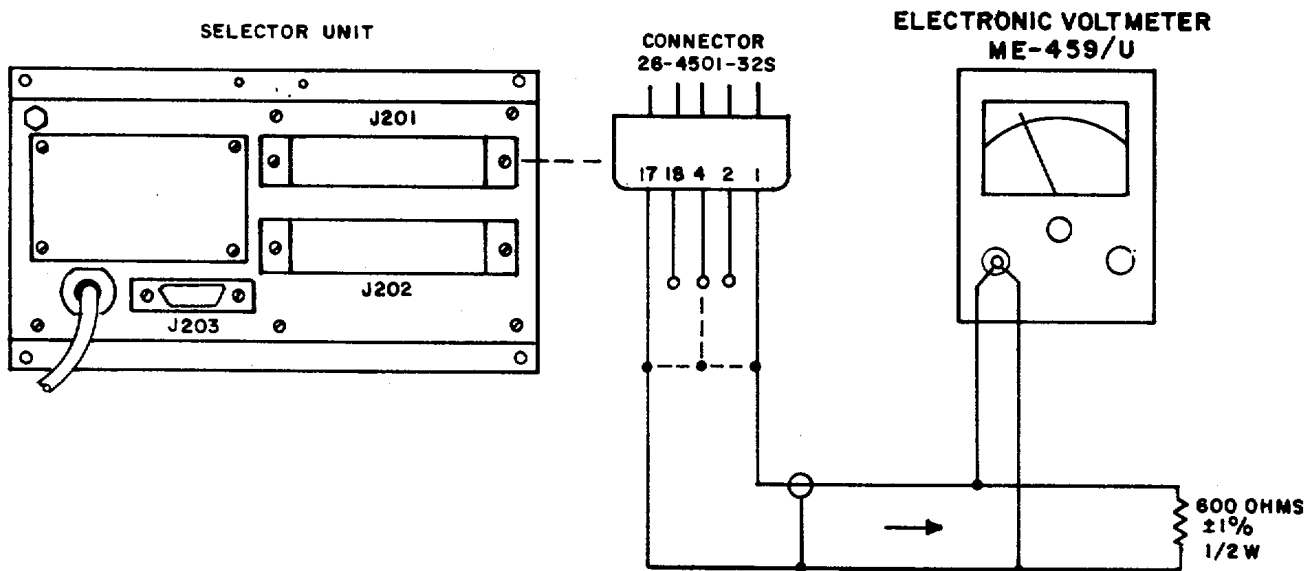 SELECTOR UNIT
J201
J202
J203
CONNECTOR
26-4501-32S
17 18 4 2 1
ELECTRONIC VOLTMETER
ME-459/U
600 OHMS
±1%
1/2 W